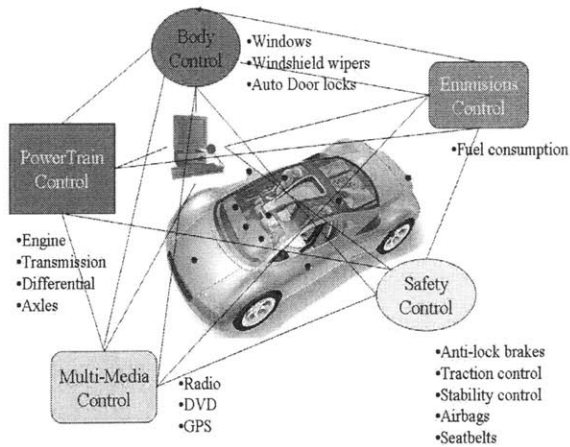 Body
Control
•Windows
•Windshield wipers
•Auto Door locks
Emmisions
Control
•Fuel consumption
PowerTrain
Control
•Engine
•Transmission
•Differential
•Axles
Safety
Control
•Anti-lock brakes
•Traction control
•Stability control
•Airbags
•Seatbelts
Multi-Media
Control
•Radio
•DVD
•GPS